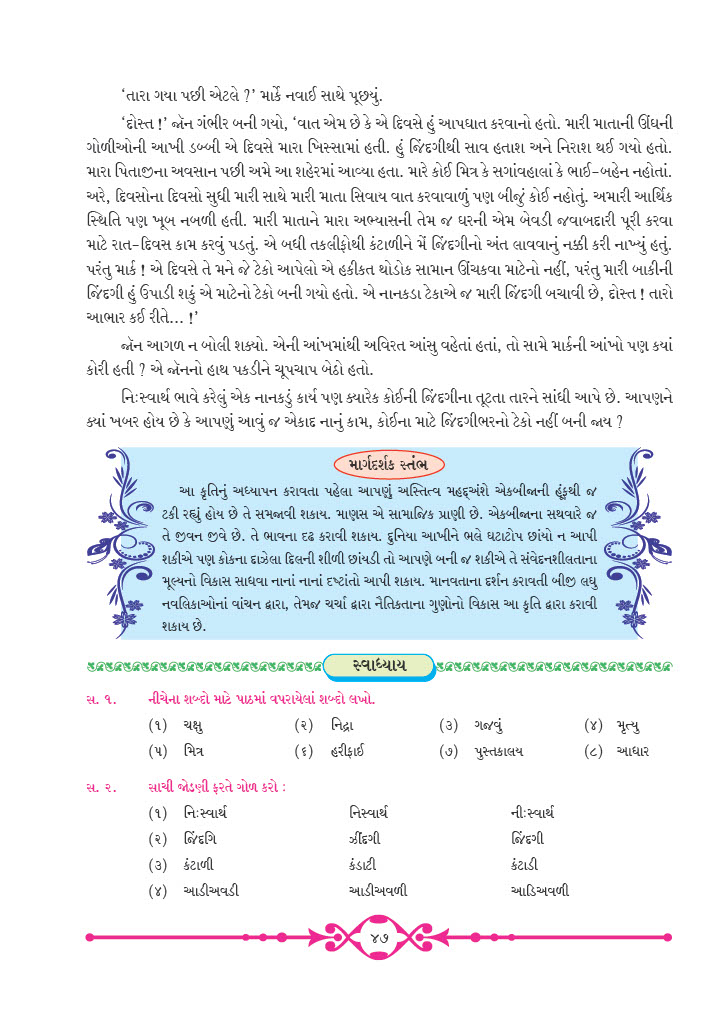 ‘તારા ગયા પછી એટલે ?’ માર્કે નવાઈ સાથે પૂછયું.
‘દોસ્ત !’ જૅન ગંભીર બની ગયો, ‘વાત એમ છે કે એ દિવસે હું આપઘાત કરવાનો હતો. મારી માતાની ઊંઘની
ગોળીઓની આખી ડબ્બી એ દિવસે મારા ખિસ્સામાં હતી. હું જિંદગીથી સાવ હતાશ અને નિરાશ થઈ ગયો હતો.
મારા પિતાજીના અવસાન પછી અમે આ શહેરમાં આવ્યા હતા. મારે કોઈ મિત્ર કે સગાંવહાલાં કે ભાઈ-બહેન નહોતાં.
અરે, દિવસોના દિવસો સુધી મારી સાથે મારી માતા સિવાય વાત કરવાવાળું પણ બીજું કોઈ નહોતું. અમારી આર્થિક
સ્થિતિ પણ ખૂબ નબળી હતી. મારી માતાને મારા અભ્યાસની તેમ જ ઘરની એમ બેવડી જવાબદારી પૂરી કરવા
માટે રાત-દિવસ કામ કરવું પડતું. એ બધી તકલીફોથી કંટાળીને મેં જિંદગીનો અંત લાવવાનું નક્કી કરી નાખ્યું હતું.
પરંતુ માર્ક ! એ દિવસે તે મને જે ટેકો આપેલો એ હકીકત થોડોક સામાન ઊંચકવા માટેનો નહીં, પરંતુ મારી બાકીની
જિંદગી હું ઉપાડી શકું એ માટેનો ટેકો બની ગયો હતો. એ નાનકડા ટેકાએ જ મારી જિંદગી બચાવી છે, દોસ્ત ! તારો
આભાર કઈ રીતે... !’
જૅન આગળ ન બોલી શક્યો. એની આંખમાંથી અવિરત આંસુ વહેતાં હતાં, તો સામે માર્કની આંખો પણ કયાં
કોરી હતી ? એ જૅનનો હાથ પકડીને ચૂપચાપ બેઠો હતો.
નિઃસ્વાર્થ ભાવે કરેલું એક નાનકડું કાર્ય પણ ક્યારેક કોઈની જિંદગીના તૂટતા તારને સાંધી આપે છે. આપણને
ક્યાં ખબર હોય છે કે આપણું આવું જ એકાદ નાનું કામ, કોઈના માટે જિંદગીભરનો ટેકો નહીં બની જાય ?
માર્ગદર્શક સ્તંભ
આ કૃતિનું અધ્યાપન કરાવતા પહેલા આપણું અસ્તિત્વ મહદ્અંશે એકબીજાની હૂંફથી જ
ટકી રહ્યું હોય છે તે સમજાવી શકાય. માણસ એ સામાજિક પ્રાણી છે. એકબીજાના સથવારે જ
તે જીવન જીવે છે. તે ભાવના દઢ કરાવી શકાય. દુનિયા આખીને ભલે ઘટાટોપ છાંયો ન આપી
શકીએ પણ કોકના દાઝેલા દિલની શીળી છાંયડી તો આપણે બની જ શકીએ તે સંવેદનશીલતાના
મૂલ્યનો વિકાસ સાધવા નાનાં નાનાં દૃષ્ટાંતો આપી શકાય. માનવતાના દર્શન કરાવતી બીજી લઘુ
નવલિકાઓનાં વાંચન દ્વારા, તેમજ ચર્ચા દ્વારા નૈતિકતાના ગુણોનો વિકાસ આ કૃતિ દ્વારા કરાવી
શકાય છે.
સ્વાધ્યાય
સ. ૧. નીચેના શબ્દો માટે પાઠમાં વપરાયેલાં શબ્દો લખો.
(૧) ચક્ષુ (૨) નિદ્રા (૩) ગજવું (૪) મૃત્યુ
(૫) મિત્ર (૬) હરીફાઈ (૭) પુસ્તકાલય (૮) આધાર
સ. ૨. સાચી જોડણી ફરતે ગોળ કરો :
(૧) નિઃસ્વાર્થ નિસ્વાર્થ નીઃસ્વાર્થ
(૨) જિંદગિ ઝીંદગી જિંદગી
(૩) કંટાળી કંડાટી કંટાડી
(૪) આડીઅવડી આડીઅવળી આડિઅવળી
૪૭